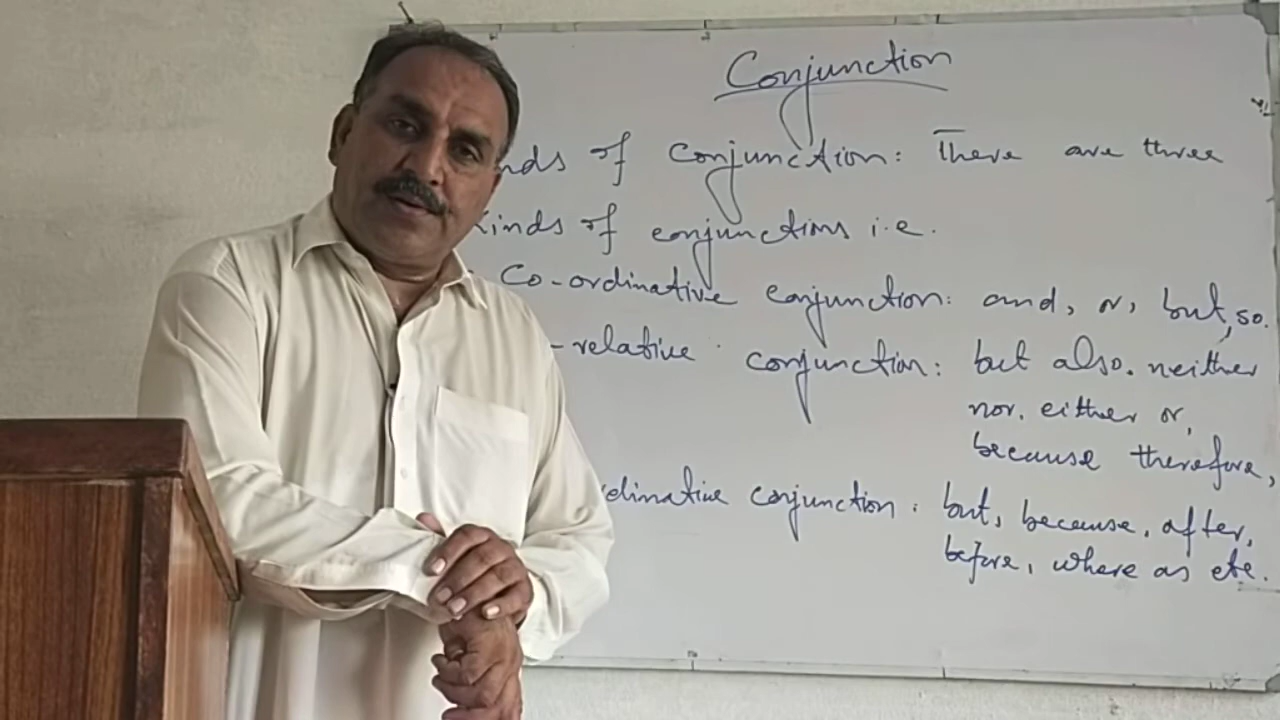 Conjunction
nds of Conjunction: There are three
Kinds of conjunctions i.e.
Co-ordinative conjunction: and, or, but, so.
-relative conjunction: but also. neither
nor. either or,
because therefore,
dinative conjunction: but, because, after,
before, where as etc.